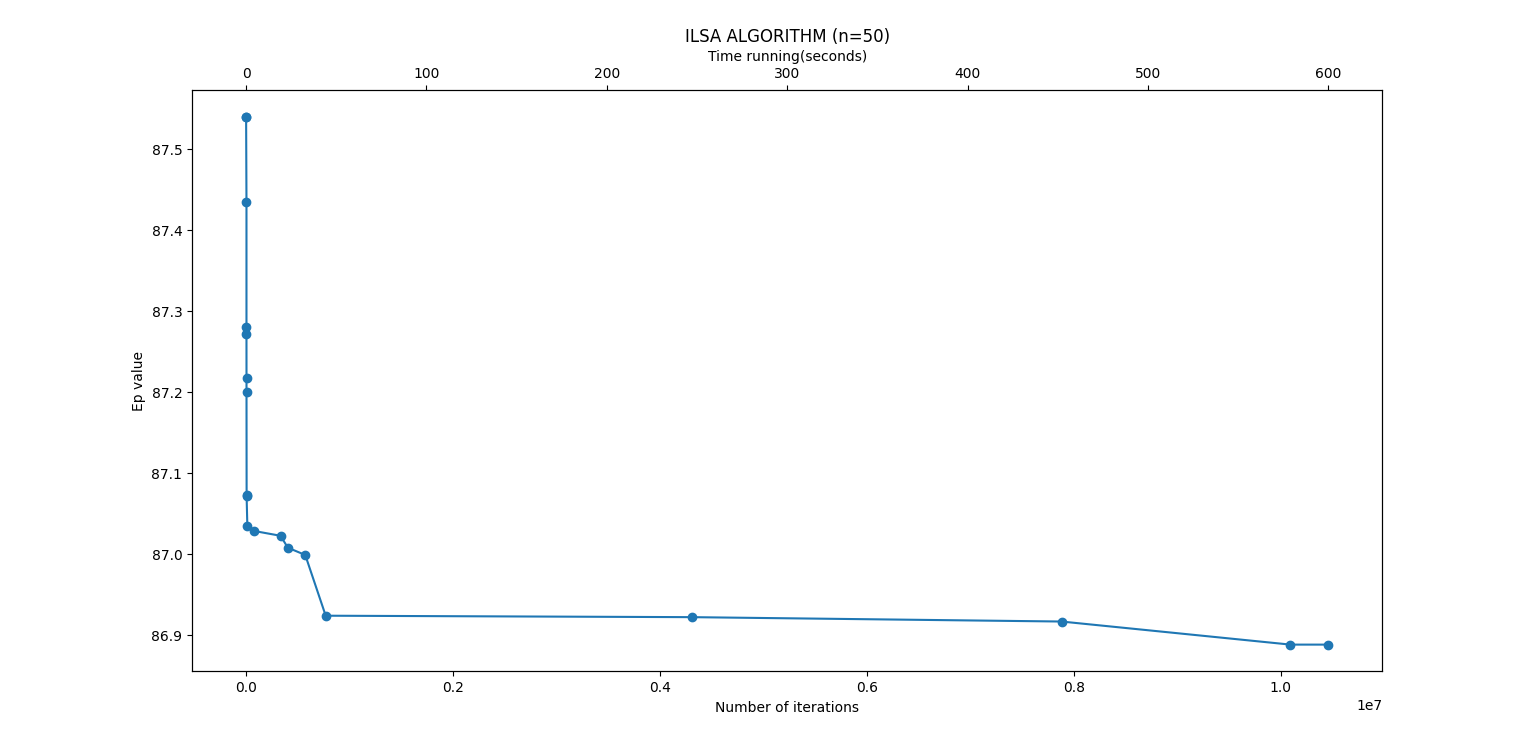 ILSA ALGORITHM (n=50)
Time running(seconds)
0 100 200 300 400 500 600
87.5
87.4
87.3
87.2
87.1
87.0
86.9
Ep value
0.0 0.2 0.4 0.6 0.8 1.0
1e7
Number of iterations